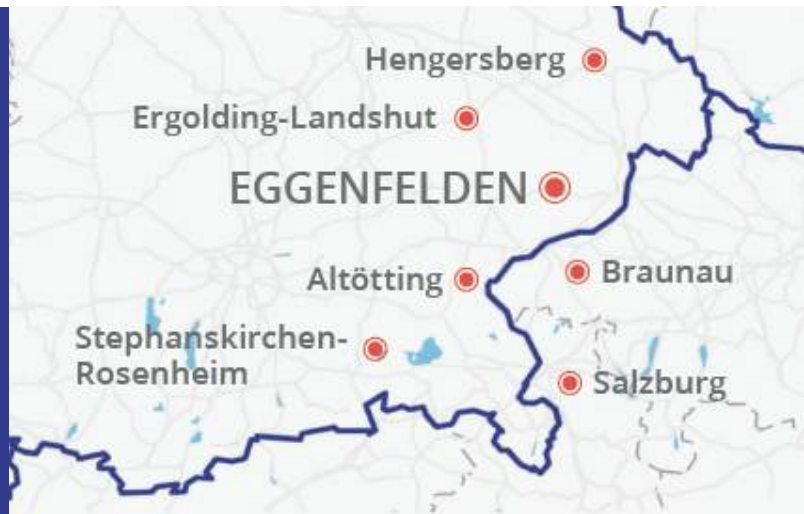 Hengersberg
Ergolding-Landshut
EGGENFELDEN
Altötting
Braunau
Stephanskirchen-
Rosenheim
Salzburg